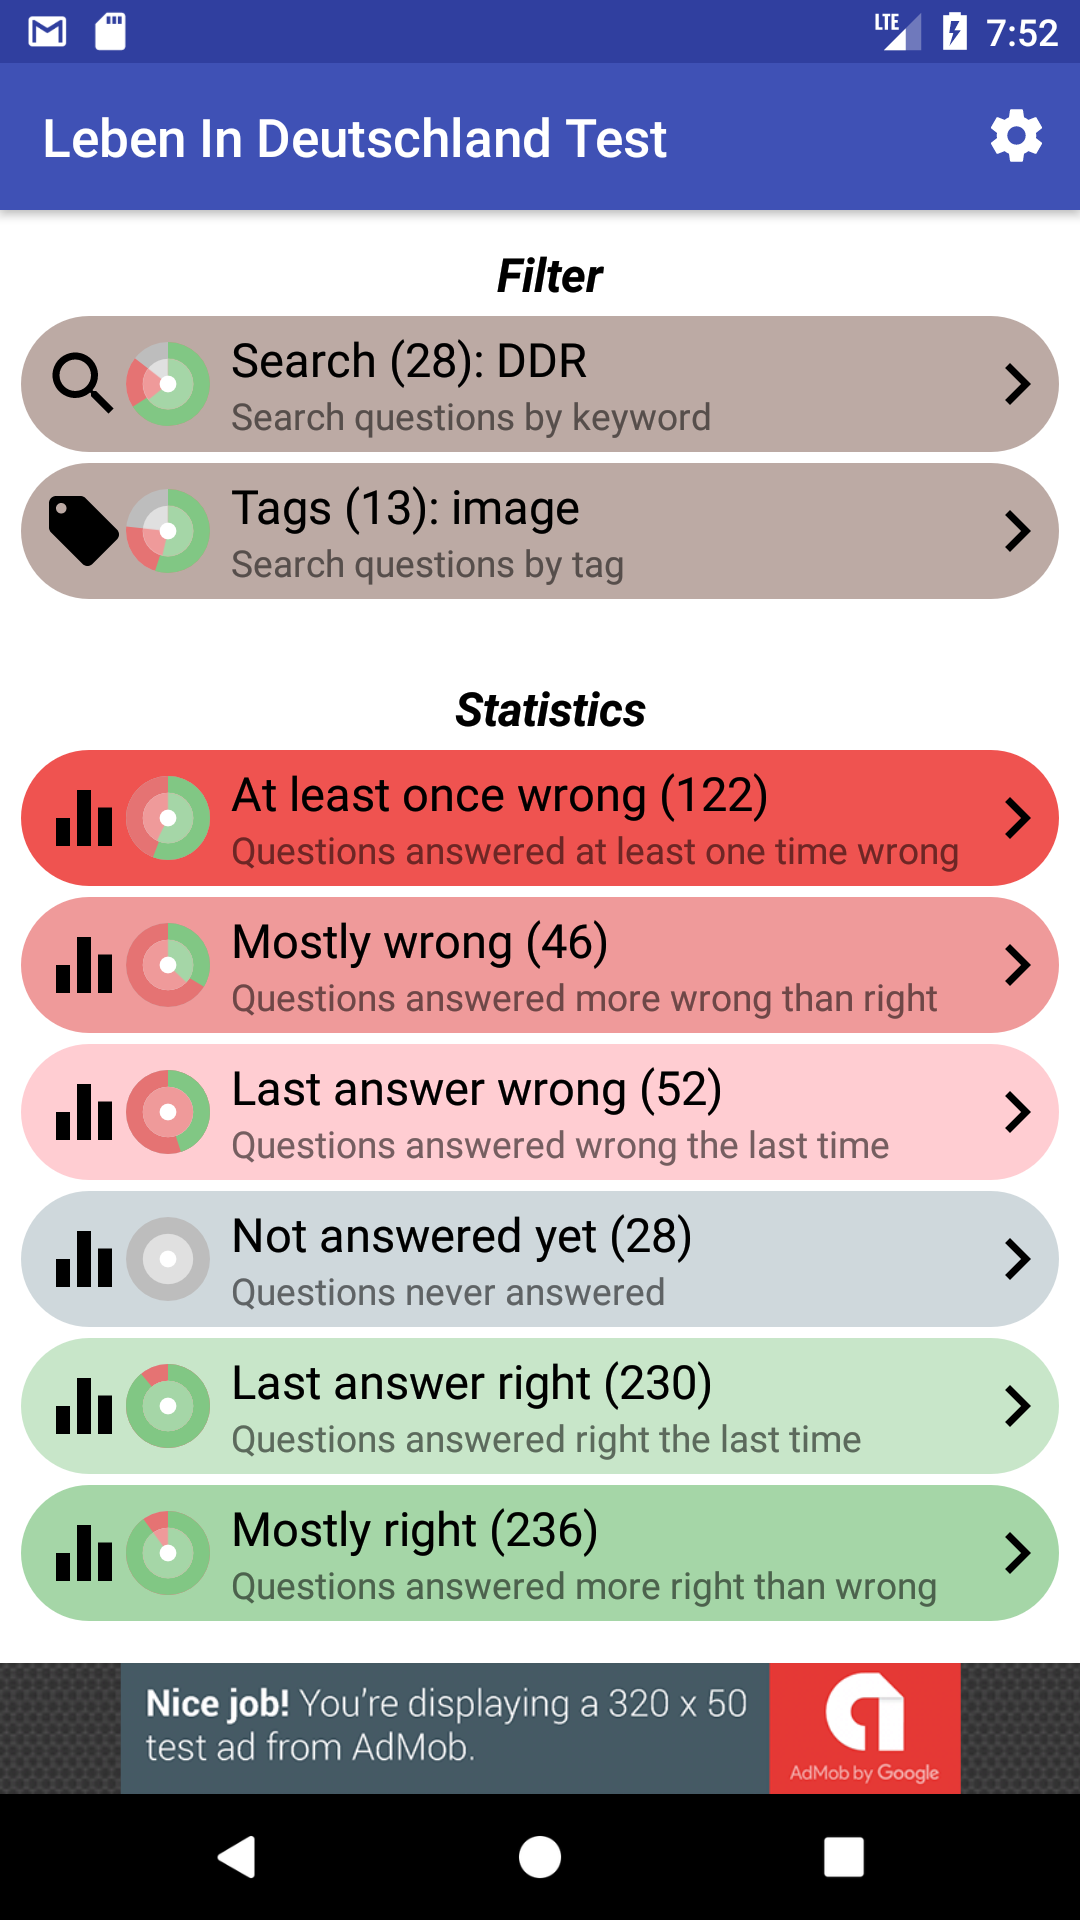 LTE 7:52
Leben In Deutschland Test
Filter
Search (28): DDR
Search questions by keyword
Tags (13): image
Search questions by tag
Statistics
At least once wrong (122)
Questions answered at least one time wrong
Mostly wrong (46)
Questions answered more wrong than right
Last answer wrong (52)
Questions answered wrong the last time
Not answered yet (28)
Questions never answered
Last answer right (230)
Questions answered right the last time
Mostly right (236)
Questions answered more right than wrong
Nice job! You’re displaying a 320 x 50
test ad from AdMob.
AdMob by Google